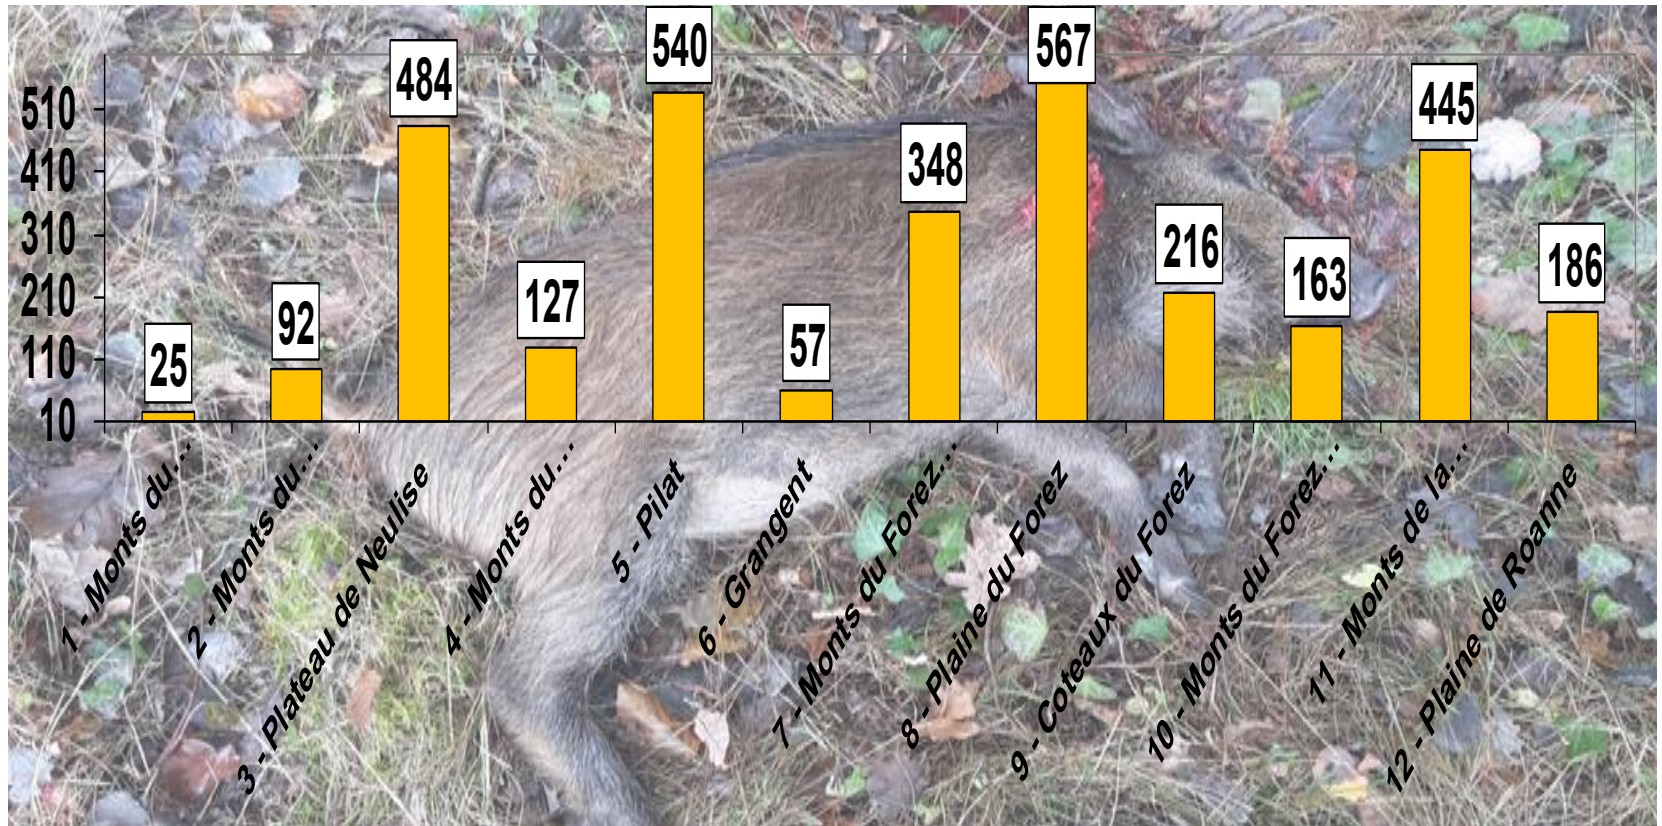 540
567
484
445
348
127
216
186
163
92
57
25
510
410
310
210
110
10
1 - Monts du...
2 - Monts du...
3 - Plateau de Neulise
4 - Monts du...
5 - Pilat
6 - Grangent
7 - Monts du Forez...
8 - Plaine du Forez
9 - Coteaux du Forez
10 - Monts du Forez...
11 - Monts de la...
12 - Plaine de Roanne